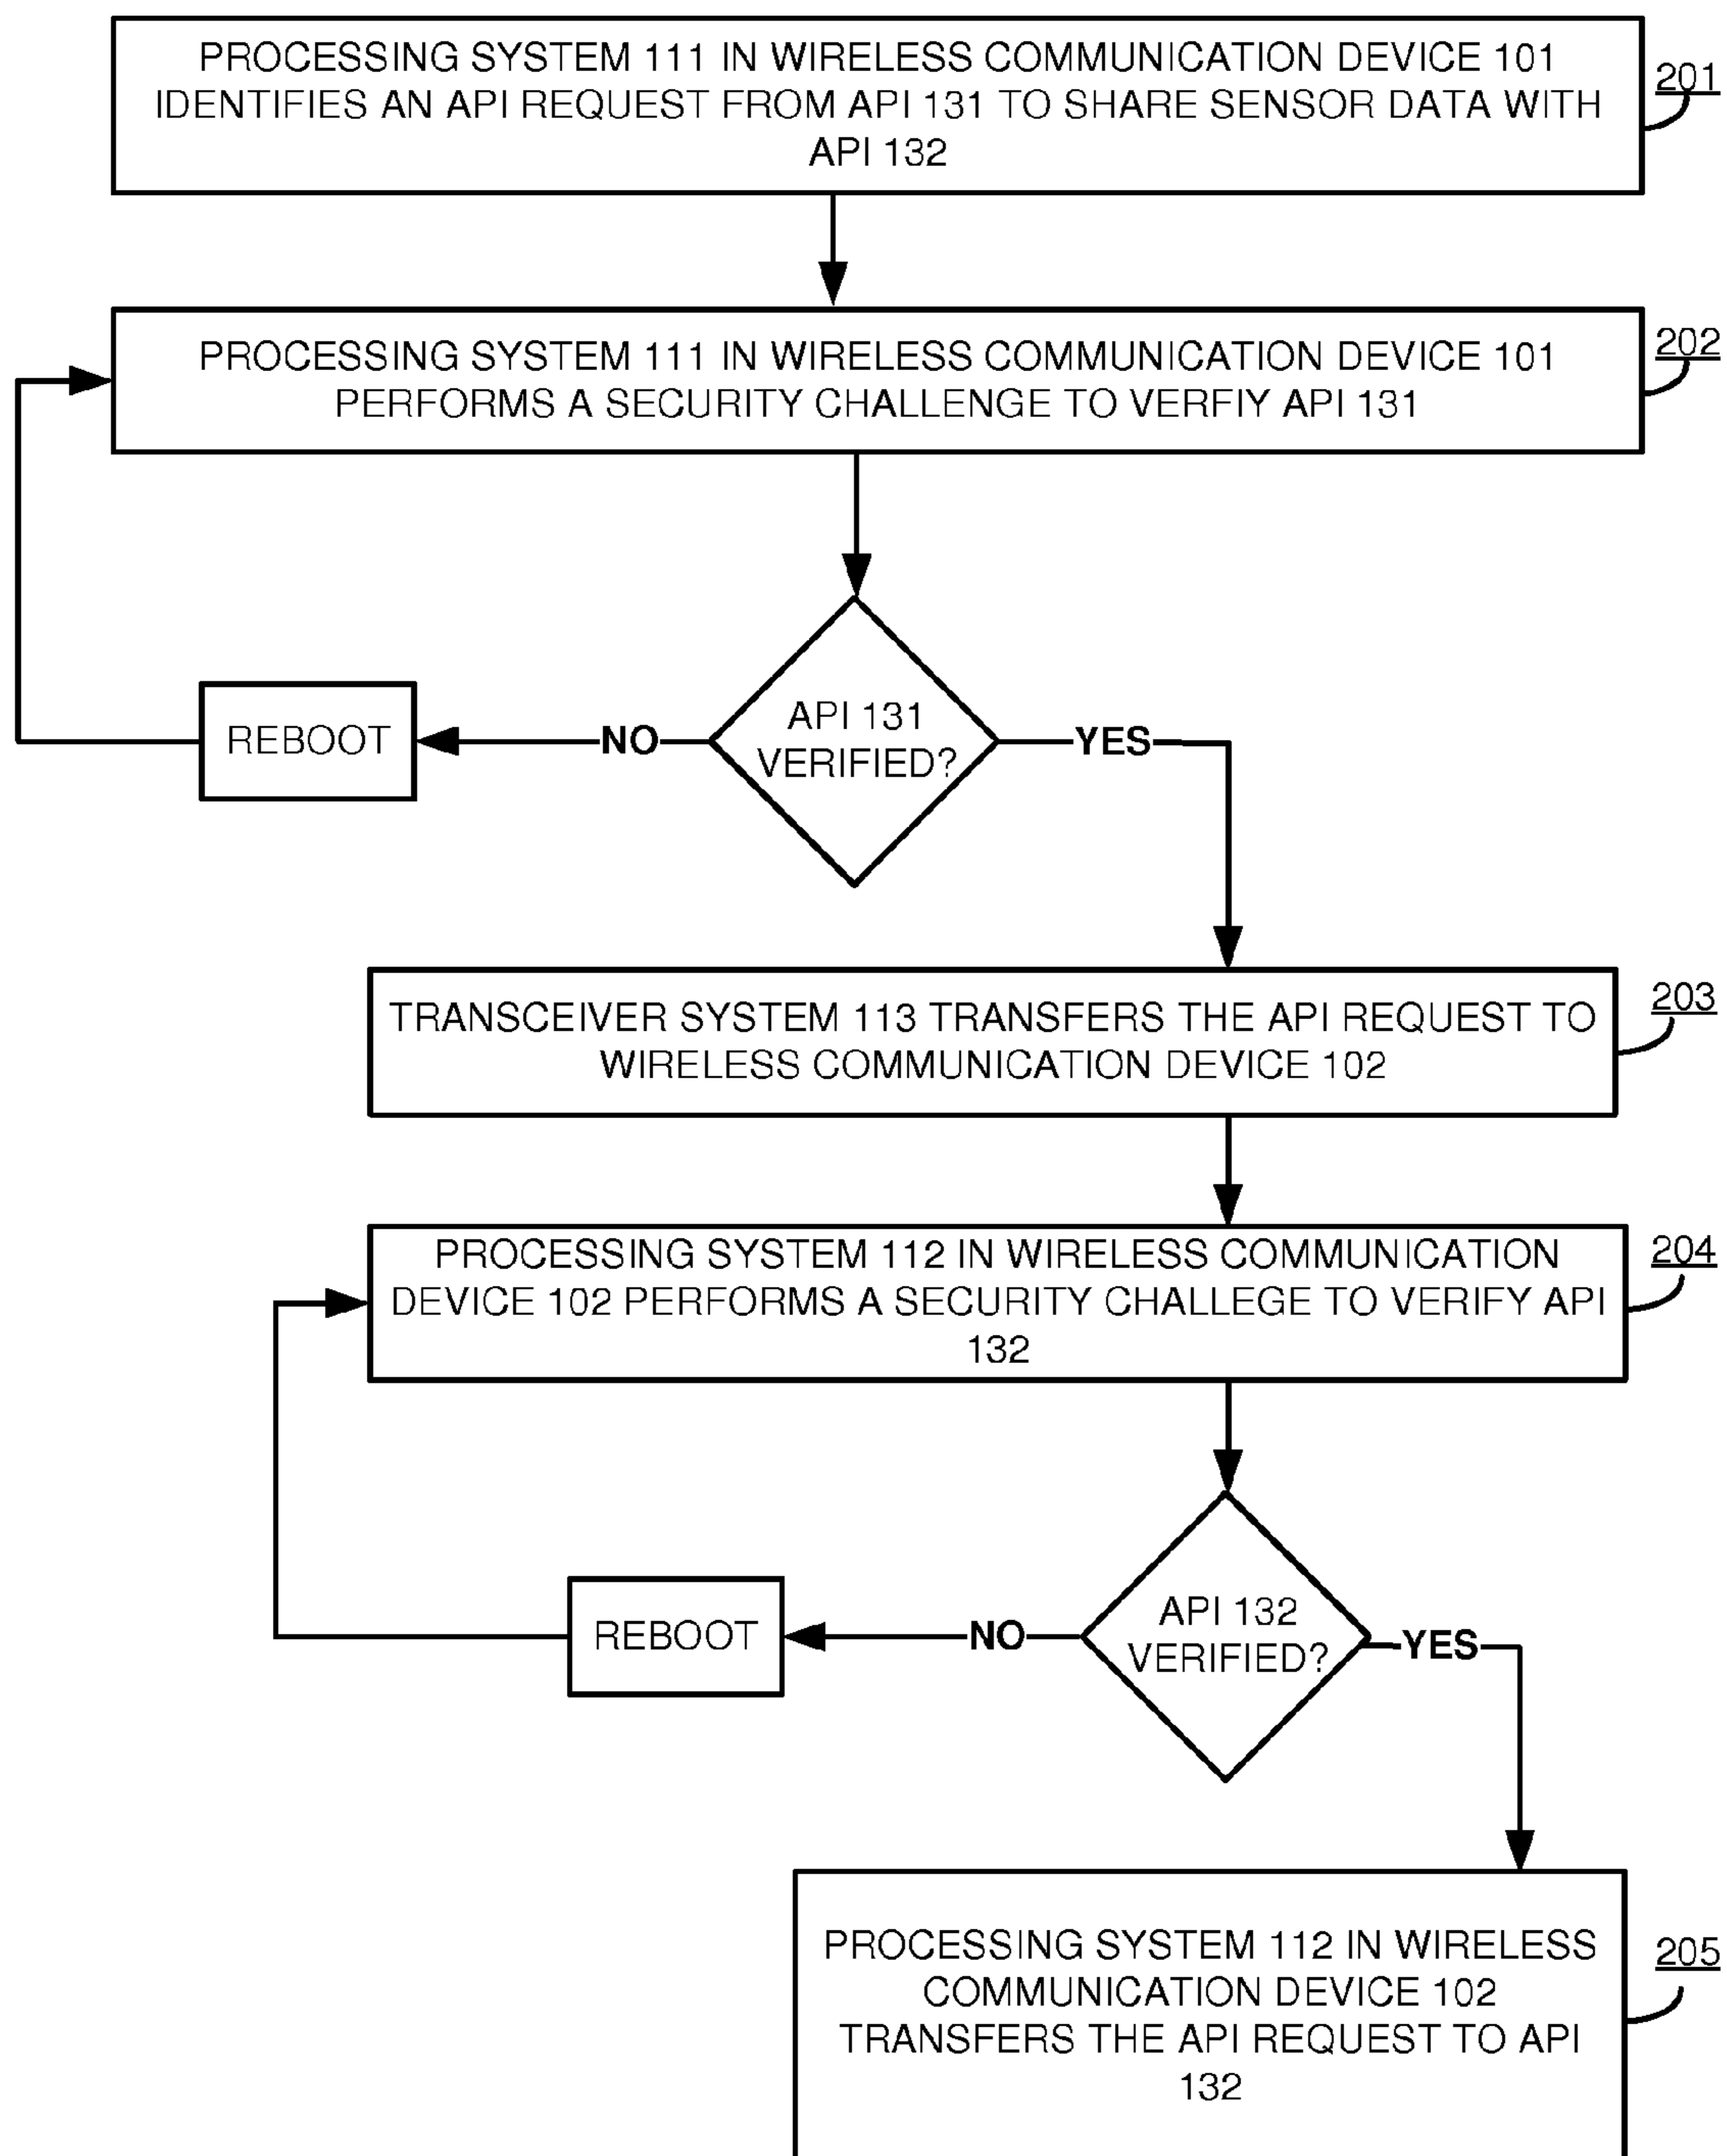 PROCESSING SYSTEM 111 IN WIRELESS COMMUNICATION DEVICE 101
IDENTIFIES AN API REQUEST FROM API 131 TO SHARE SENSOR DATA WITH
API 132
201
PROCESSING SYSTEM 111 IN WIRELESS COMMUNICATION DEVICE 101
PERFORMS A SECURITY CHALLENGE TO VERFIY API 131
202
API 131
VERIFIED?
NO
REBOOT
YES
TRANSCEIVER SYSTEM 113 TRANSFERS THE API REQUEST TO
WIRELESS COMMUNICATION DEVICE 102
203
PROCESSING SYSTEM 112 IN WIRELESS COMMUNICATION
DEVICE 102 PERFORMS A SECURITY CHALLEGE TO VERIFY API
132
204
API 132
VERIFIED?
NO
REBOOT
YES
PROCESSING SYSTEM 112 IN WIRELESS
COMMUNICATION DEVICE 102
TRANSFERS THE API REQUEST TO API
132
205